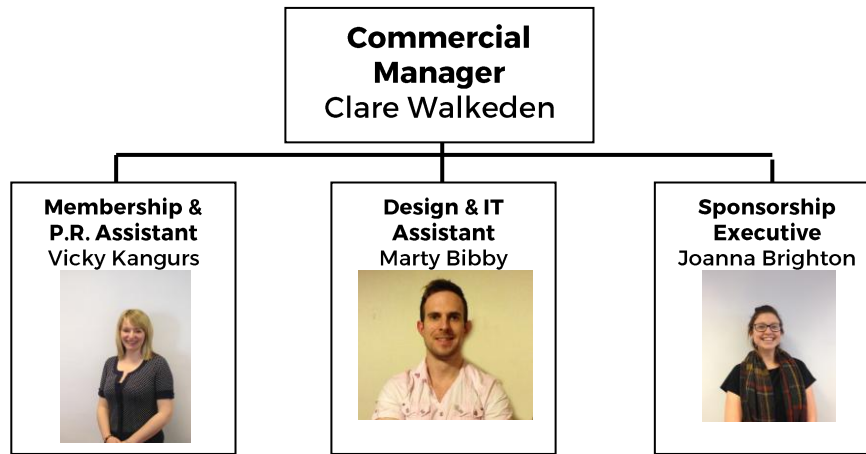 Commercial
Manager
Clare Walkeden
Membership &
P.R. Assistant
Vicky Kangurs
Design & IT
Assistant
Marty Bibby
Sponsorship
Executive
Joanna Brighton